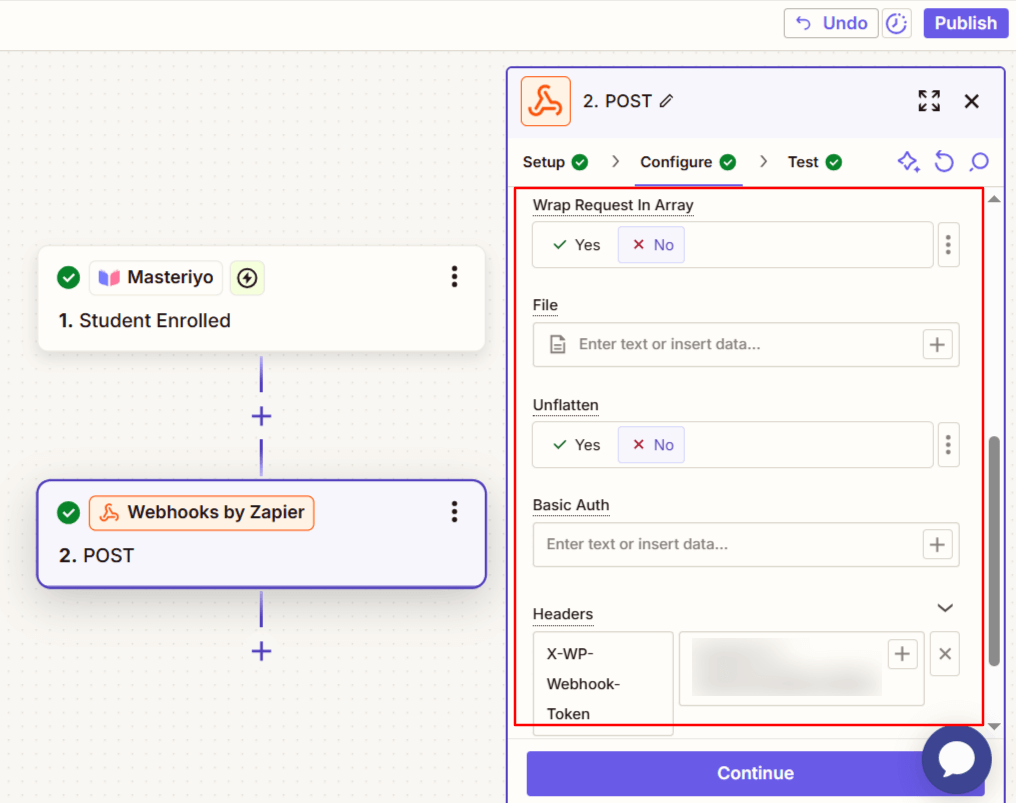 Undo
Publish
2. POST
Setup
Configure
Test
Wrap Request In Array
Yes
No
File
Enter text or insert data...
Unflatten
Yes
No
Basic Auth
Enter text or insert data...
Headers
X-WP-
Webhook-
Token
Continue
Masteriyo
1. Student Enrolled
Webhooks by Zapier
2. POST